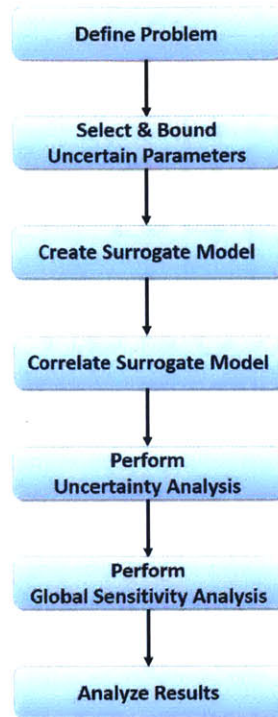 Define Problem
Select & Bound
Uncertain Parameters
Create Surrogate Model
Correlate Surrogate Model
Perform
Uncertainty Analysis
Perform
Global Sensitivity Analysis
Analyze Results